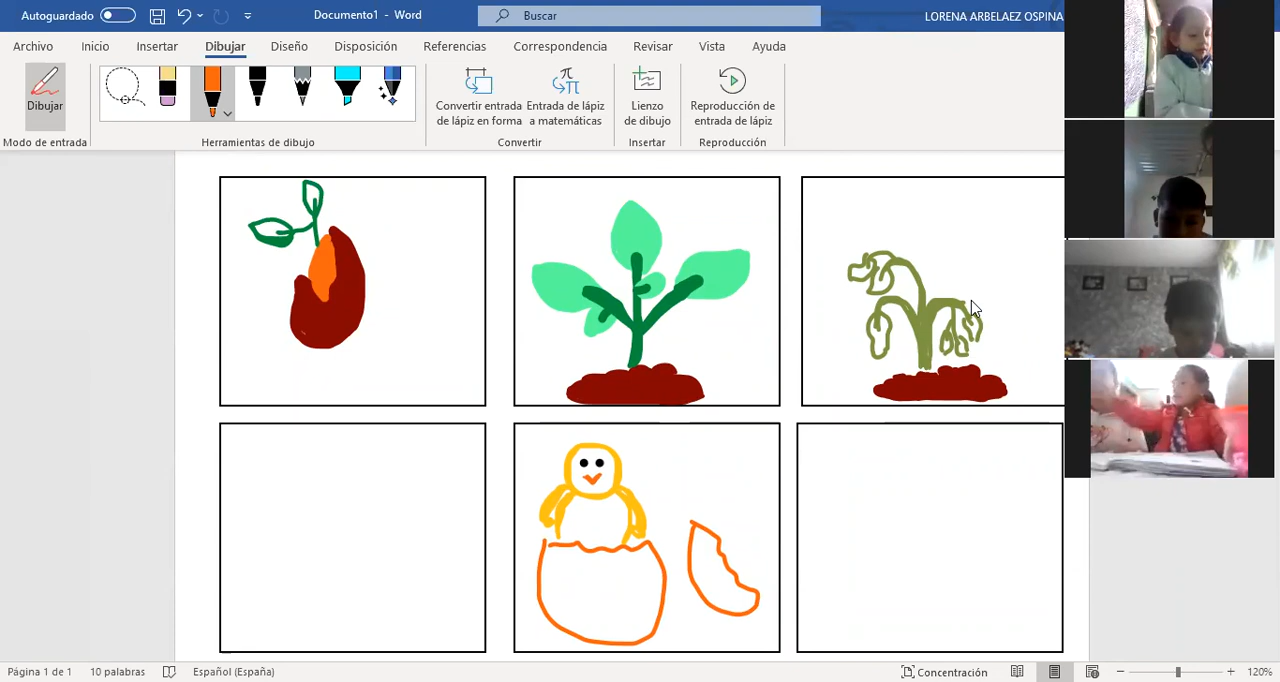 Autoguardado
Documento1 - Word
Buscar
LORENA ARBELAEZ OSPINA
Archivo Inicio Insertar Dibujar Diseño Disposición Referencias Correspondencia Revisar Vista Ayuda
Dibujar
Convertir entrada de lápiz en forma
Entrada de lápiz a matemáticas
Lienzo de dibujo
Reproducción de entrada de lápiz
Modo de entrada
Herramientas de dibujo
Convertir
Insertar
Reproducción
Página 1 de 1 10 palabras Español (España) Concentración 120%